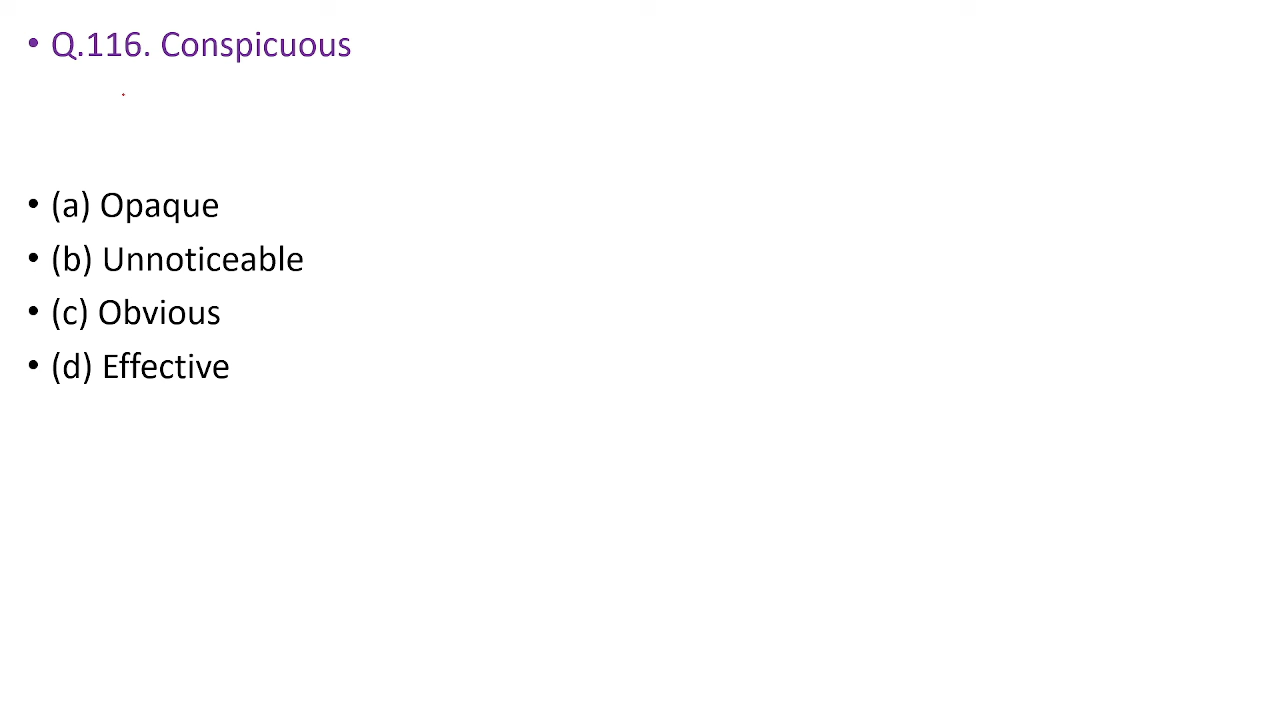 • Q.116. Conspicuous
• (a) Opaque
• (b) Unnoticeable
• (c) Obvious
• (d) Effective